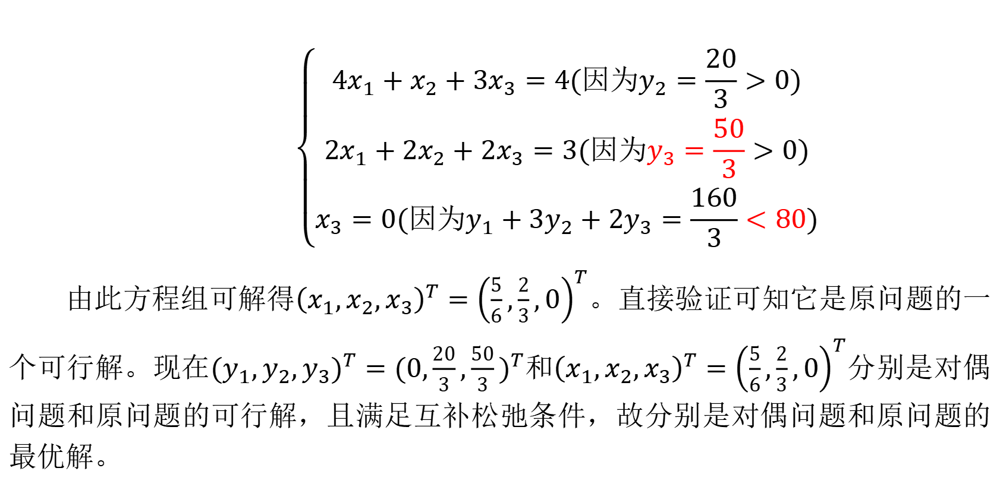 4x₁ + x₂ + 3x₃ = 4(因为y₂ = 20/3 > 0)
2x₁ + 2x₂ + 2x₃ = 3(因为y₃ = 50/3 > 0)
x₃ = 0(因为y₁ + 3y₂ + 2y₃ = 160/3 < 80)
由此方程组可解得(x₁, x₂, x₃)ᵀ = (5/6, 2/3, 0)ᵀ。直接验证可知它是原问题的一
个可行解。现在(y₁, y₂, y₃)ᵀ = (0, 20/3, 50/3)ᵀ和(x₁, x₂, x₃)ᵀ = (5/6, 2/3, 0)ᵀ分别是对偶
问题和原问题的可行解，且满足互补松弛条件，故分别是对偶问题和原问题的
最优解。